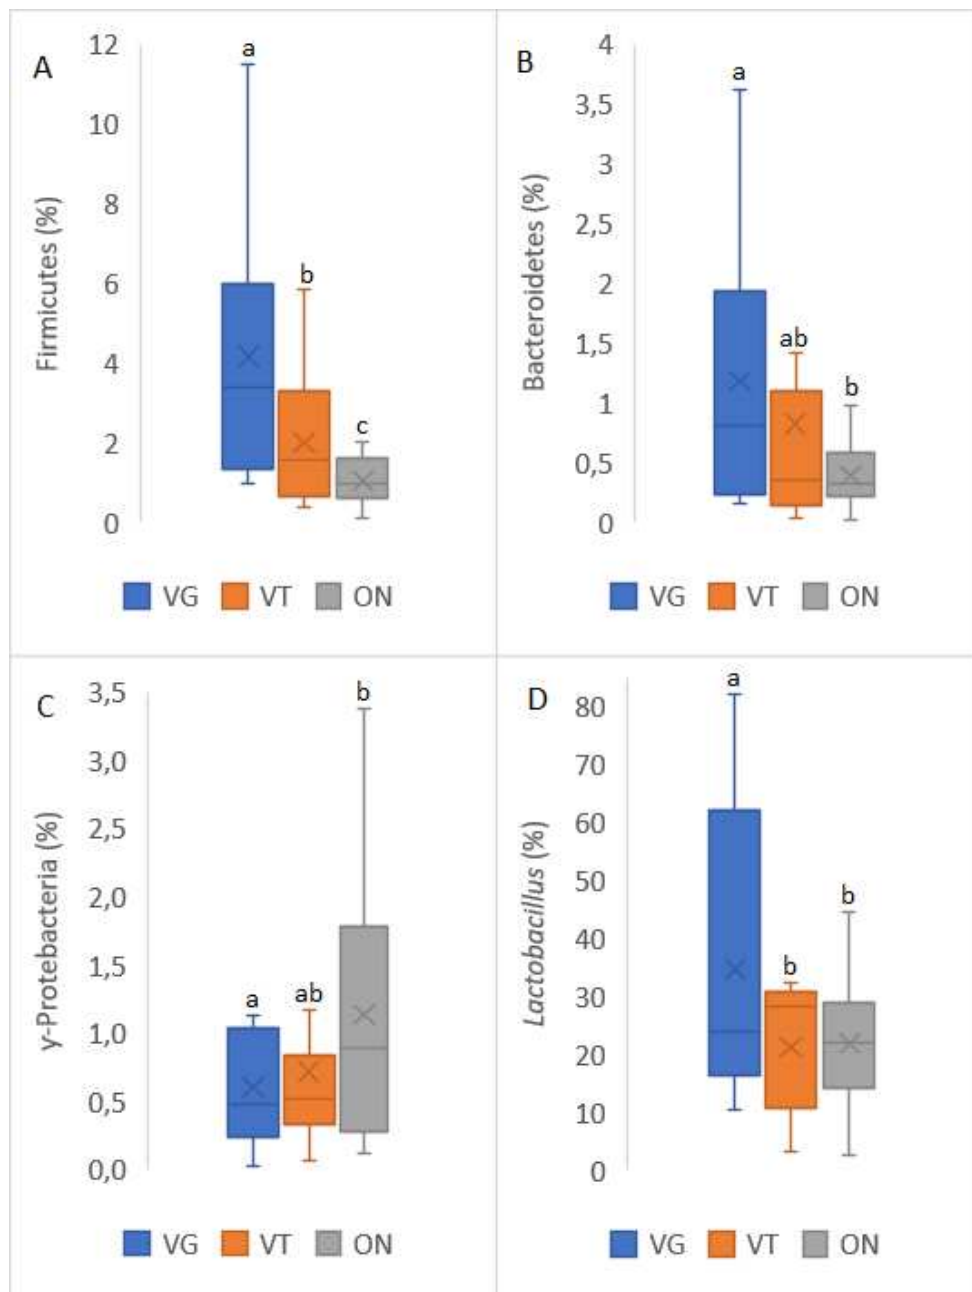 A
Firmicutes (%)
12
10
8
6
4
2
0
a
b
c
VG VT ON
B
Bacteroidetes (%)
4
3,5
3
2,5
2
1,5
1
0,5
0
a
ab
b
VG VT ON
C
y-Protebacteria (%)
3,5
3,0
2,5
2,0
1,5
1,0
0,5
0,0
a
ab
b
VG VT ON
D
Lactobacillus (%)
80
70
60
50
40
30
20
10
0
a
b
b
VG VT ON